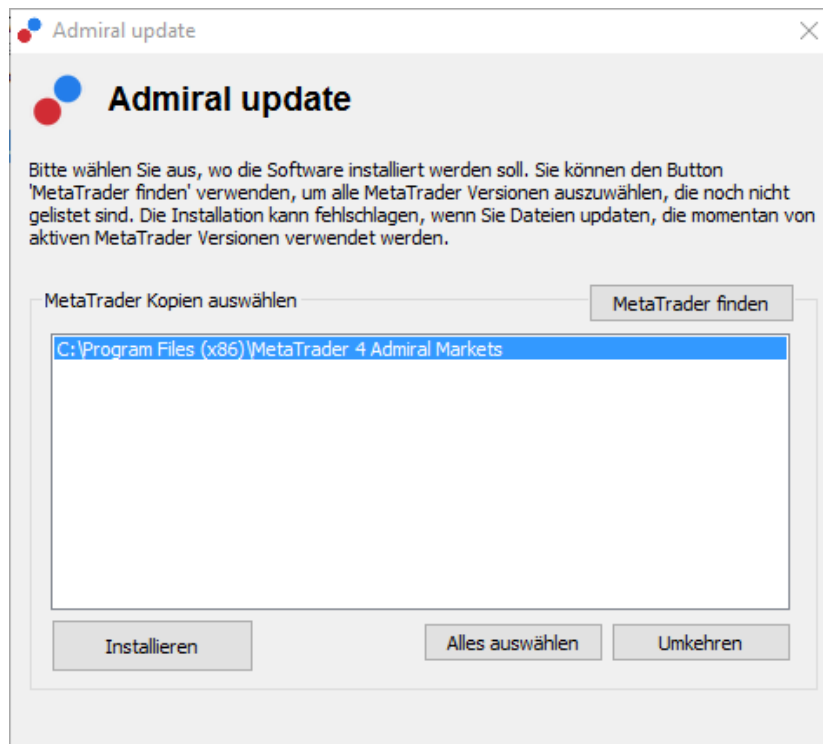 Admiral update
Admiral update
Bitte wählen Sie aus, wo die Software installiert werden soll. Sie können den Button
'MetaTrader finden' verwenden, um alle MetaTrader Versionen auszuwählen, die noch nicht
gelistet sind. Die Installation kann fehlschlagen, wenn Sie Dateien updaten, die momentan von
aktiven MetaTrader Versionen verwendet werden.
MetaTrader Kopien auswählen
MetaTrader finden
C:\Program Files (x86)\MetaTrader 4 Admiral Markets
Installieren
Alles auswählen
Umkehren